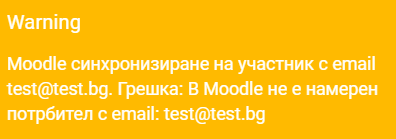 Warning
Moodle синхронизиране на участник с email
test@test.bg. Грешка: В Moodle не е намерен
потрбител с email: test@test.bg